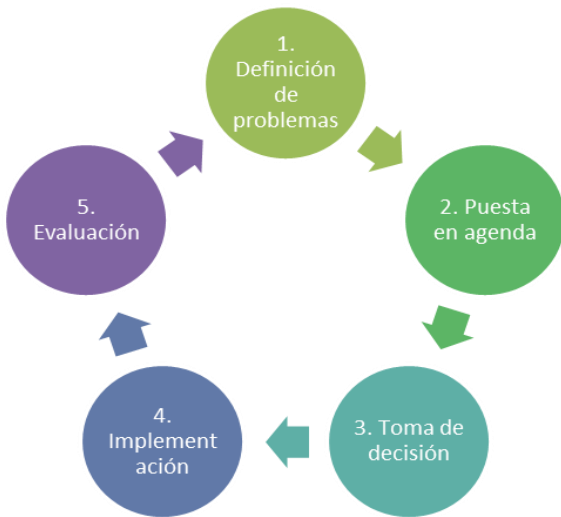 1.
Definición
de
problemas
2. Puesta
en agenda
3. Toma de
decisión
4.
Implement
ación
5.
Evaluación